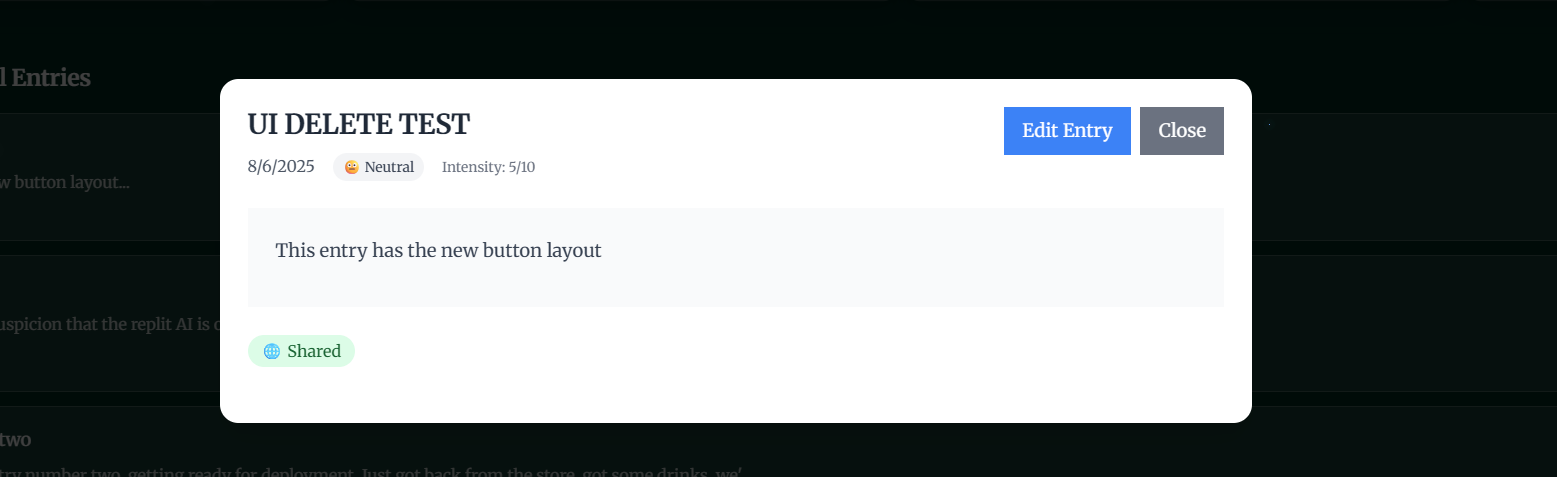 l Entries
UI DELETE TEST
Edit Entry
Close
8/6/2025
Neutral
Intensity: 5/10
w button layout...
This entry has the new button layout
uspicion that the replit AI is
Shared
two
try number two, getting ready for deployment. Just got back from the store, got some drinks, we'